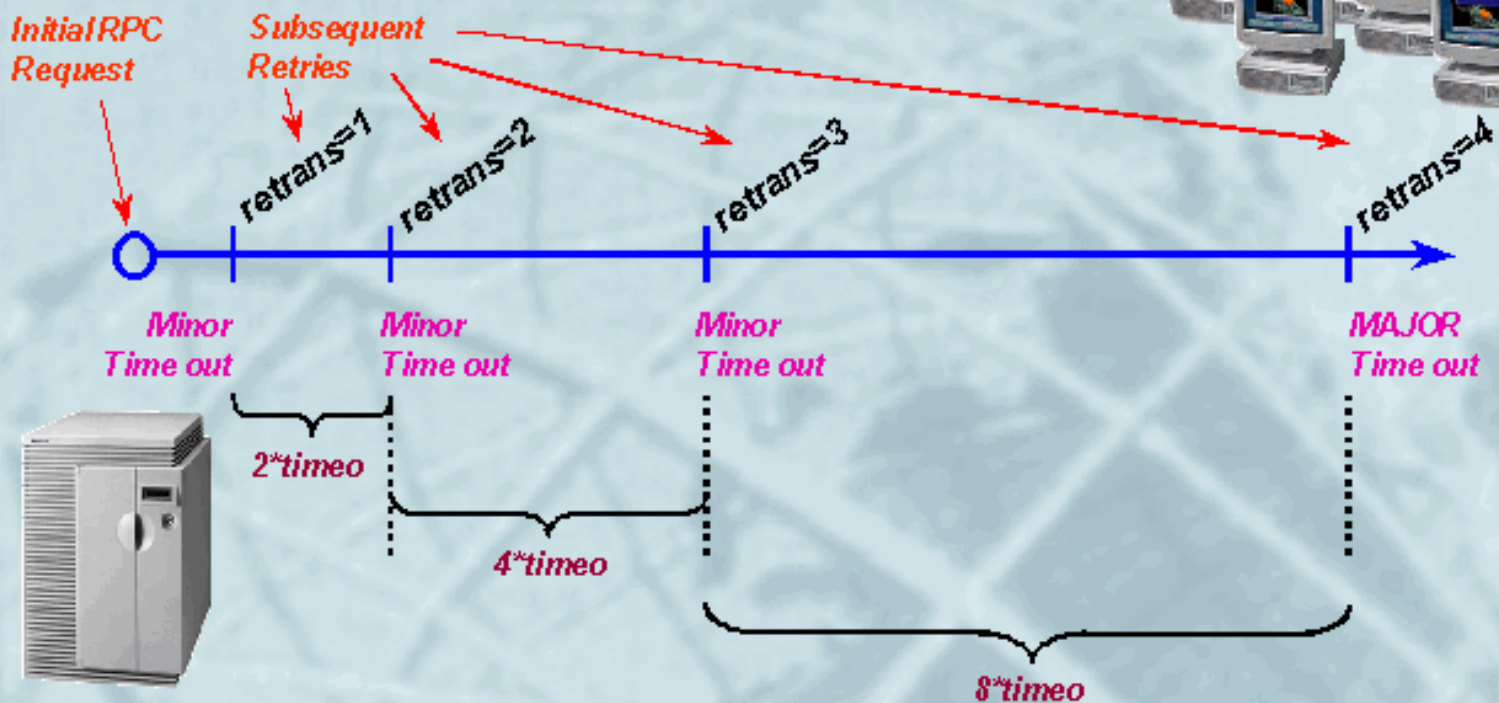 Initial RPC
Request
Subsequent
Retries
retrans=1
retrans=2
retrans=3
retrans=4
Minor
Time out
Minor
Time out
Minor
Time out
MAJOR
Time out
2*timeo
4*timeo
8*timeo